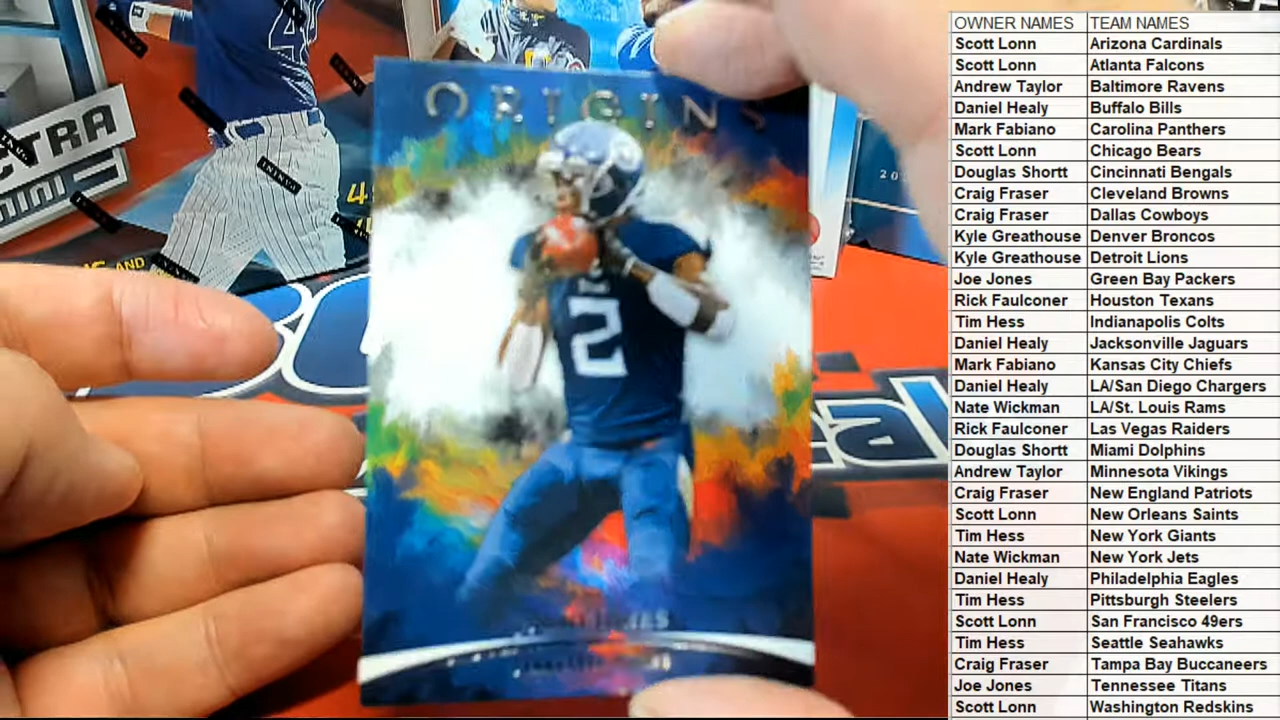 ORIGINS
2
OWNER NAMES TEAM NAMES
Scott Lonn Arizona Cardinals
Scott Lonn Atlanta Falcons
Andrew Taylor Baltimore Ravens
Daniel Healy Buffalo Bills
Mark Fabiano Carolina Panthers
Scott Lonn Chicago Bears
Douglas Shortt Cincinnati Bengals
Craig Fraser Cleveland Browns
Craig Fraser Dallas Cowboys
Kyle Greathouse Denver Broncos
Kyle Greathouse Detroit Lions
Joe Jones Green Bay Packers
Rick Faulconer Houston Texans
Tim Hess Indianapolis Colts
Daniel Healy Jacksonville Jaguars
Mark Fabiano Kansas City Chiefs
Daniel Healy LA/San Diego Chargers
Nate Wickman LA/St. Louis Rams
Rick Faulconer Las Vegas Raiders
Douglas Shortt Miami Dolphins
Andrew Taylor Minnesota Vikings
Craig Fraser New England Patriots
Scott Lonn New Orleans Saints
Tim Hess New York Giants
Nate Wickman New York Jets
Daniel Healy Philadelphia Eagles
Tim Hess Pittsburgh Steelers
Scott Lonn San Francisco 49ers
Tim Hess Seattle Seahawks
Craig Fraser Tampa Bay Buccaneers
Joe Jones Tennessee Titans
Scott Lonn Washington Redskins